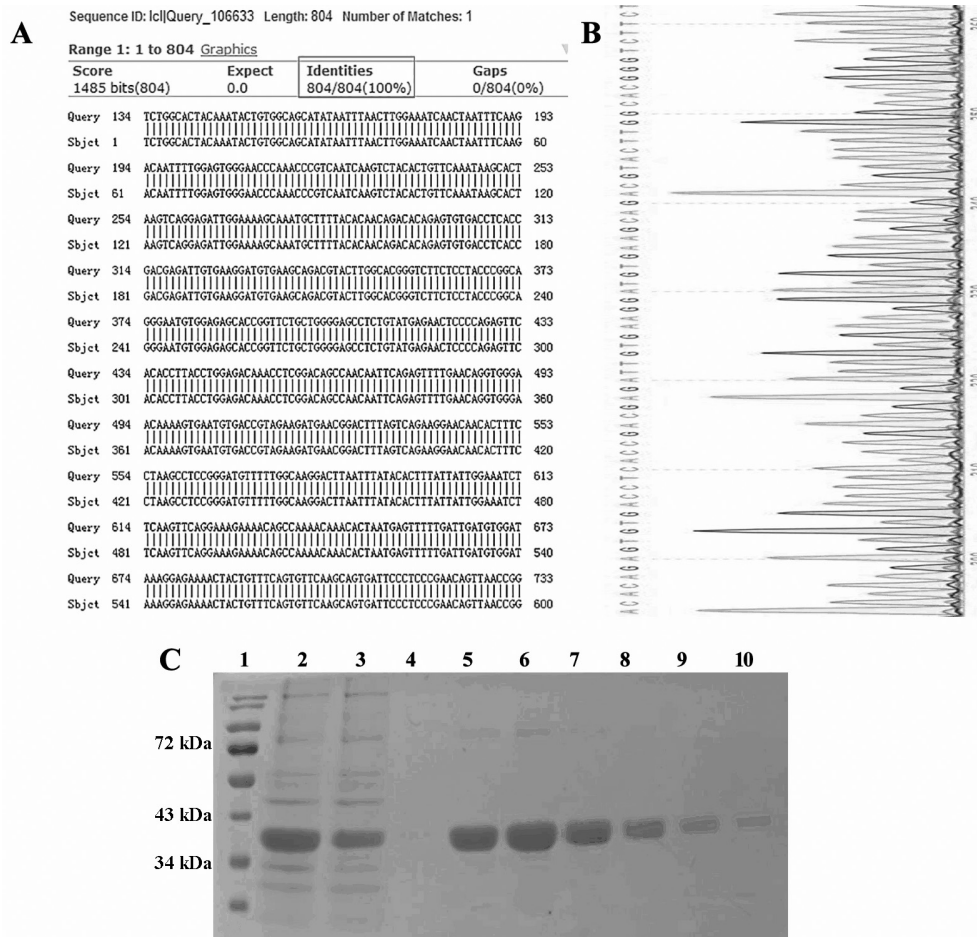 Sequence ID: lcl|Query_106633 Length: 804 Number of Matches: 1
A
Range 1: 1 to 804 Graphics
Score Expect Identities Gaps
1485 bits(804) 0.0 804/804(100%) 0/804(0%)
Query 134 TCTGGCACTACAAATACTGTGGCAGCATATAATTTAACTTGGAAATCAACTAATTTCAAG 193
Sbjct 1 TCTGGCACTACAAATACTGTGGCAGCATATAATTTAACTTGGAAATCAACTAATTTCAAG 60
Query 194 ACAATTTTGGAGTGGGAACCCAAACCCGTCAATCAAGTCTACACTGTTCAAATAAGCACT 253
Sbjct 61 ACAATTTTGGAGTGGGAACCCAAACCCGTCAATCAAGTCTACACTGTTCAAATAAGCACT 120
Query 254 AAGTCAGGAGATTGGAAAAGCAAATGCTTTTACACAACAGACACAGAGTGTGACCTCACC 313
Sbjct 121 AAGTCAGGAGATTGGAAAAGCAAATGCTTTTACACAACAGACACAGAGTGTGACCTCACC 180
Query 314 GACGAGATTGTGAAGGATGTGAAGCAGACGTACTTGGCACGGGTCTTCTCCTACCCGGCA 373
Sbjct 181 GACGAGATTGTGAAGGATGTGAAGCAGACGTACTTGGCACGGGTCTTCTCCTACCCGGCA 240
Query 374 GGGAATGTGGAGAGCACCGGTTCTGCTGGGGAGCCTCTGTATGAGAACTCCCCAGAGTTC 433
Sbjct 241 GGGAATGTGGAGAGCACCGGTTCTGCTGGGGAGCCTCTGTATGAGAACTCCCCAGAGTTC 300
Query 434 ACACCTTACCTGGAGACAAACCTCGGACAGCCAACAATTCAGAGTTTTGAACAGGTGGGA 493
Sbjct 301 ACACCTTACCTGGAGACAAACCTCGGACAGCCAACAATTCAGAGTTTTGAACAGGTGGGA 360
Query 494 ACAAAAGTGAATGTGACCGTAGAAGATGAACGGACTTTAGTCAGAAGGAACAACACTTTC 553
Sbjct 361 ACAAAAGTGAATGTGACCGTAGAAGATGAACGGACTTTAGTCAGAAGGAACAACACTTTC 420
Query 554 CTAAGCCTCCGGGATGTTTTTGGCAAGGACTTAATTTATACACTTTATTATTGGAAATCT 613
Sbjct 421 CTAAGCCTCCGGGATGTTTTTGGCAAGGACTTAATTTATACACTTTATTATTGGAAATCT 480
Query 614 TCAAGTTCAGGAAAGAAAACAGCCAAAACAAACACTAATGAGTTTTTGATTGATGTGGAT 673
Sbjct 481 TCAAGTTCAGGAAAGAAAACAGCCAAAACAAACACTAATGAGTTTTTGATTGATGTGGAT 540
Query 674 AAAGGAGAAAACTACTGTTTCAGTGTTCAAGCAGTGATTCCCTCCCGAACAGTTAACCGG 733
Sbjct 541 AAAGGAGAAAACTACTGTTTCAGTGTTCAAGCAGTGATTCCCTCCCGAACAGTTAACCGG 600
B
ACACAGAGTGTGACCTCACCGACGAGATTGTGAAGGATGTGAAGCAGACGTACTTGGCACGGGTCTTC
C
1 2 3 4 5 6 7 8 9 10
72 kDa
43 kDa
34 kDa